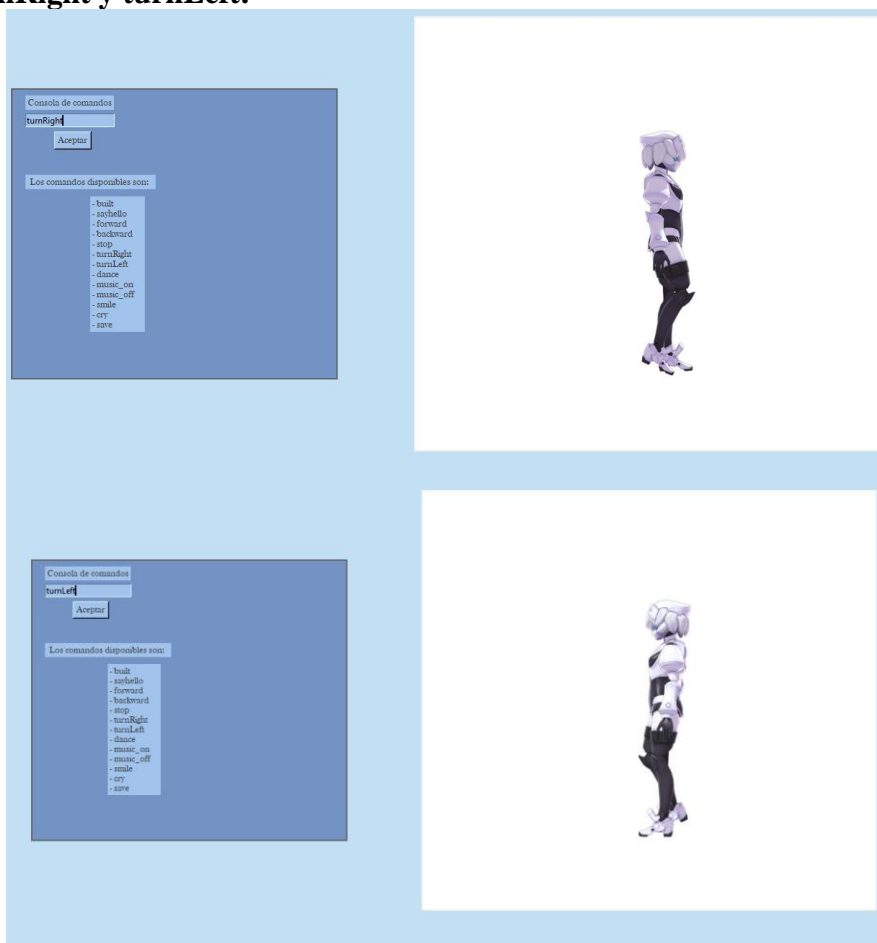 y turnLeft.
Consola de comandos
turnRight
Aceptar
Los comandos disponibles son:
- built
- sayhello
- forward
- backward
- stop
- turnRight
- turnLeft
- dance
- music_on
- music_off
- smile
- cry
- save
Consola de comandos
turnLeft
Aceptar
Los comandos disponibles son:
- built
- sayhello
- forward
- backward
- stop
- turnRight
- turnLeft
- dance
- music_on
- music_off
- smile
- cry
- save